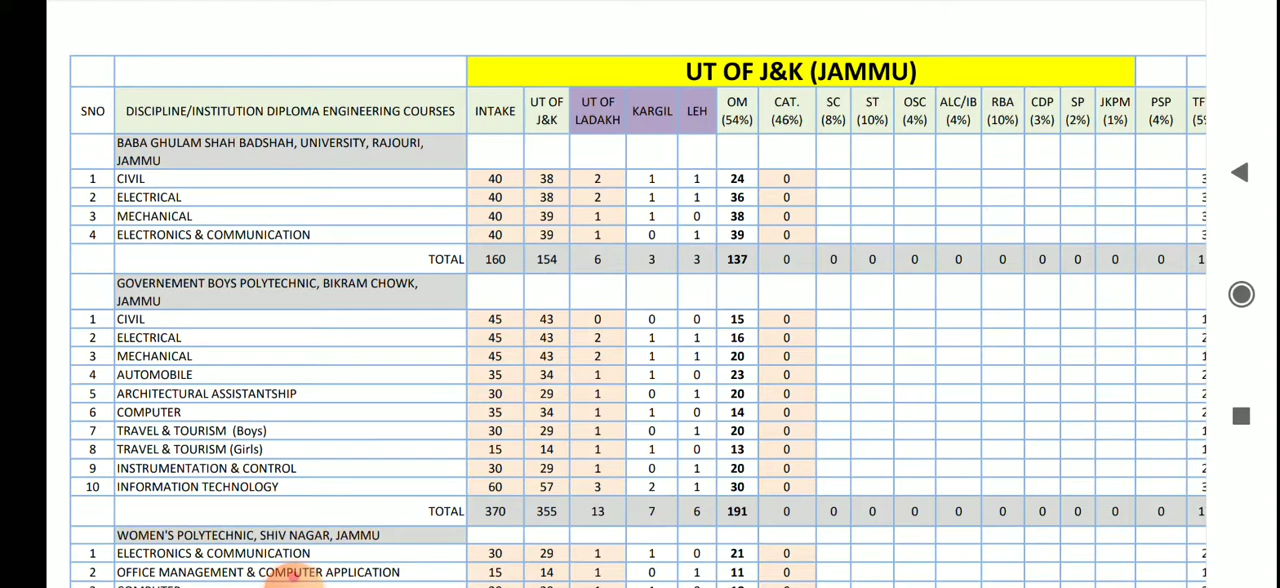 UT OF J&K (JAMMU)
SNO DISCIPLINE/INSTITUTION DIPLOMA ENGINEERING COURSES INTAKE UT OF J&K UT OF LADAKH KARGIL LEH OM (54%) CAT. (46%) SC (8%) ST (10%) OSC (4%) ALC/IB (4%) RBA (10%) CDP (3%) SP (2%) JKPM (1%) PSP (4%)
BABA GHULAM SHAH BADSHAH, UNIVERSITY, RAJOURI,
JAMMU
1 CIVIL 40 38 2 1 1 24 0
2 ELECTRICAL 40 38 2 1 1 36 0
3 MECHANICAL 40 39 1 1 0 38 0
4 ELECTRONICS & COMMUNICATION 40 39 1 0 1 39 0
TOTAL 160 154 6 3 3 137 0 0 0 0 0 0 0 0 0 0
GOVERNEMENT BOYS POLYTECHNIC, BIKRAM CHOWK,
JAMMU
1 CIVIL 45 43 0 0 0 15 0
2 ELECTRICAL 45 43 2 1 1 16 0
3 MECHANICAL 45 43 2 1 1 20 0
4 AUTOMOBILE 35 34 1 1 0 23 0
5 ARCHITECTURAL ASSISTANTSHIP 30 29 1 0 1 20 0
6 COMPUTER 35 34 1 1 0 14 0
7 TRAVEL & TOURISM (Boys) 30 29 1 0 1 20 0
8 TRAVEL & TOURISM (Girls) 15 14 1 1 0 13 0
9 INSTRUMENTATION & CONTROL 30 29 1 0 1 20 0
10 INFORMATION TECHNOLOGY 60 57 3 2 1 30 0
TOTAL 370 355 13 7 6 191 0 0 0 0 0 0 0 0 0 0
WOMEN'S POLYTECHNIC, SHIV NAGAR, JAMMU
1 ELECTRONICS & COMMUNICATION 30 29 1 1 0 21 0
2 OFFICE MANAGEMENT & COMPUTER APPLICATION 15 14 1 0 1 11 0